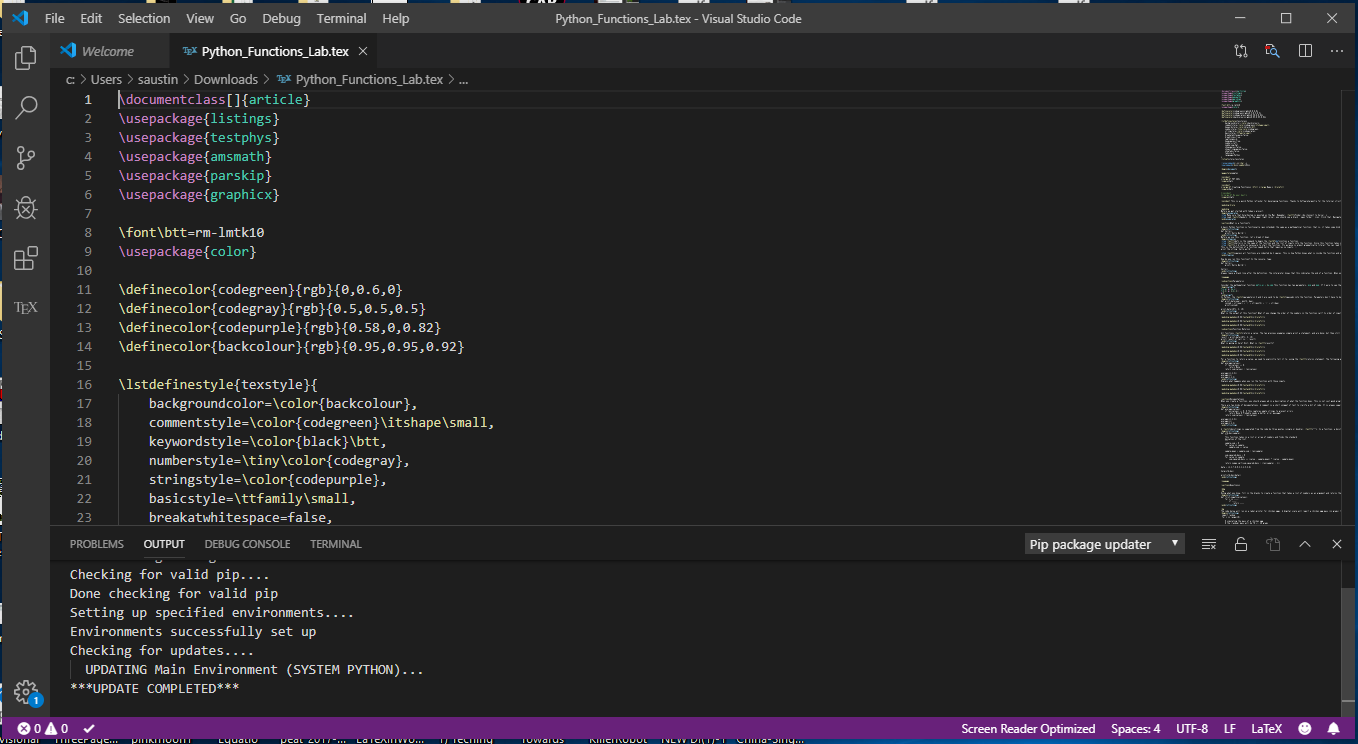 File Edit Selection View Go Debug Terminal Help
Python_Functions_Lab.tex - Visual Studio Code
Welcome
TEX Python_Functions_Lab.tex
c: > Users > saustin > Downloads > TEX Python_Functions_Lab.tex > ...
1 \documentclass[]{article}
2 \usepackage{listings}
3 \usepackage{testphys}
4 \usepackage{amsmath}
5 \usepackage{parskip}
6 \usepackage{graphicx}
7
8 \font\btt=rm-lmtk10
9 \usepackage{color}
10
11 \definecolor{codegreen}{rgb}{0,0.6,0}
12 \definecolor{codegray}{rgb}{0.5,0.5,0.5}
13 \definecolor{codepurple}{rgb}{0.58,0,0.82}
14 \definecolor{backcolour}{rgb}{0.95,0.95,0.92}
15
16 \lstdefinestyle{texstyle}{
17 backgroundcolor=\color{backcolour},
18 commentstyle=\color{codegreen}\itshape\small,
19 keywordstyle=\color{black}\btt,
20 numberstyle=\tiny\color{codegray},
21 stringstyle=\color{codepurple},
22 basicstyle=\ttfamily\small,
23 breakatwhitespace=false,
TEX
PROBLEMS OUTPUT DEBUG CONSOLE TERMINAL
Pip package updater
Checking for valid pip....
Done checking for valid pip
Setting up specified environments....
Environments successfully set up
Checking for updates....
UPDATING Main Environment (SYSTEM PYTHON)...
***UPDATE COMPLETED***
1
0 0
Screen Reader Optimized Spaces: 4 UTF-8 LF LaTeX